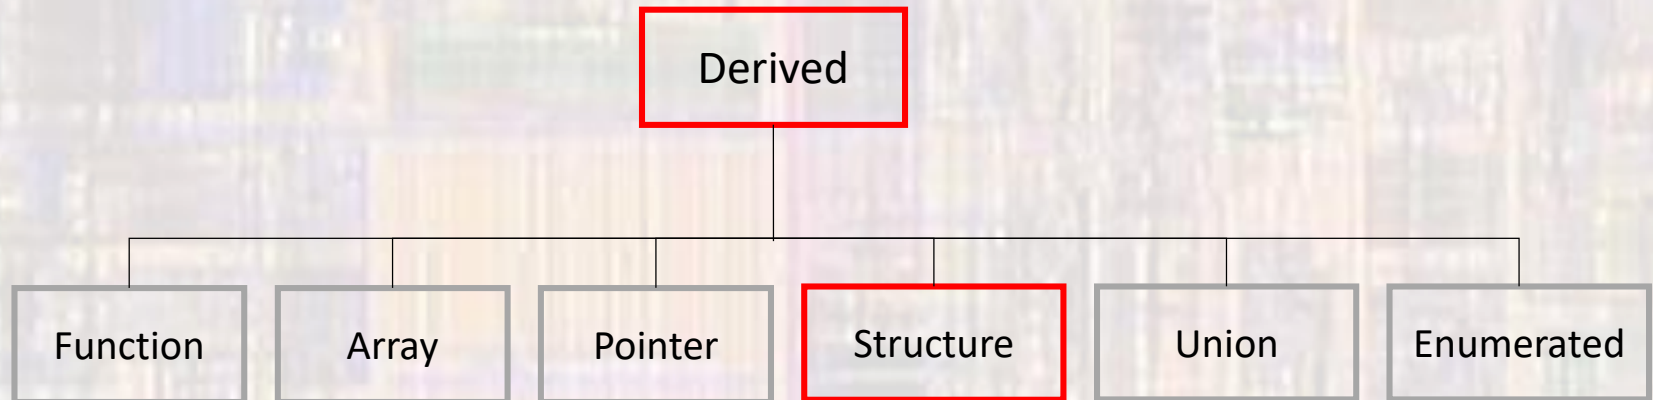 Derived
Function
Array
Pointer
Structure
Union
Enumerated